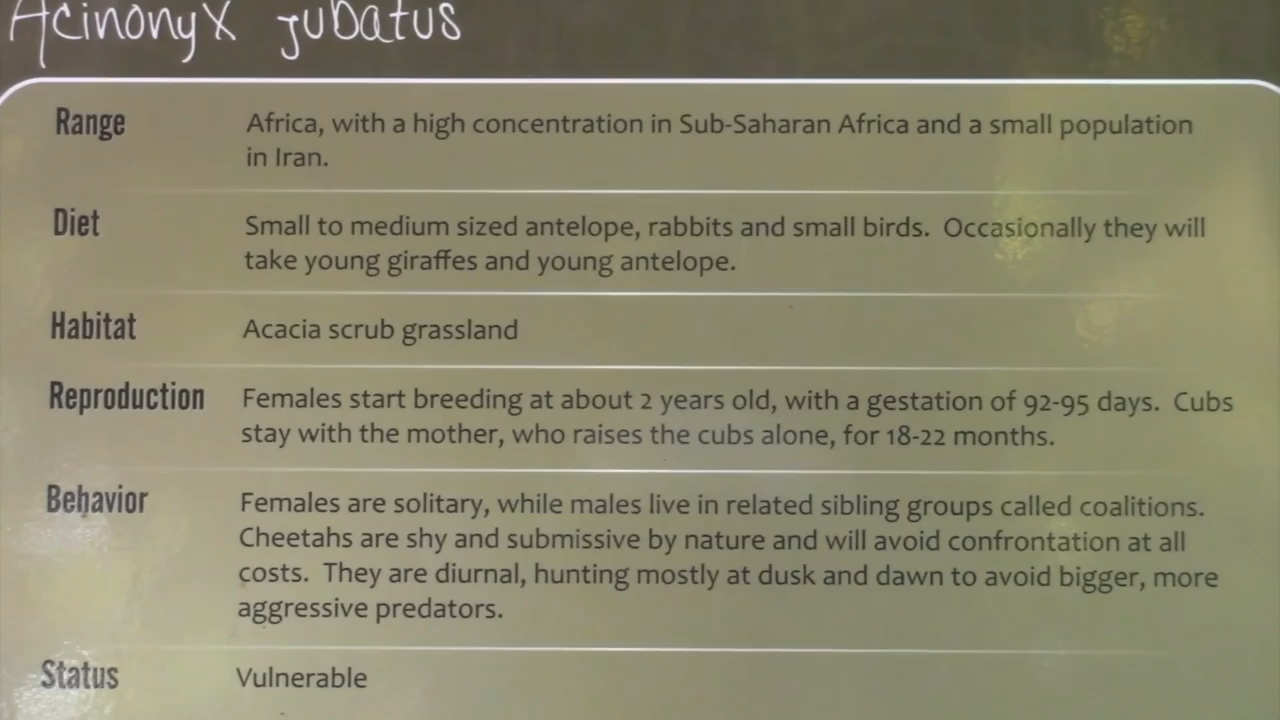 Acinonyx jubatus
Range
Africa, with a high concentration in Sub-Saharan Africa and a small population
in Iran.
Diet
Small to medium sized antelope, rabbits and small birds. Occasionally they will
take young giraffes and young antelope.
Habitat
Acacia scrub grassland
Reproduction
Females start breeding at about 2 years old, with a gestation of 92-95 days. Cubs
stay with the mother, who raises the cubs alone, for 18-22 months.
Behavior
Females are solitary, while males live in related sibling groups called coalitions.
Cheetahs are shy and submissive by nature and will avoid confrontation at all
costs. They are diurnal, hunting mostly at dusk and dawn to avoid bigger, more
aggressive predators.
Status
Vulnerable